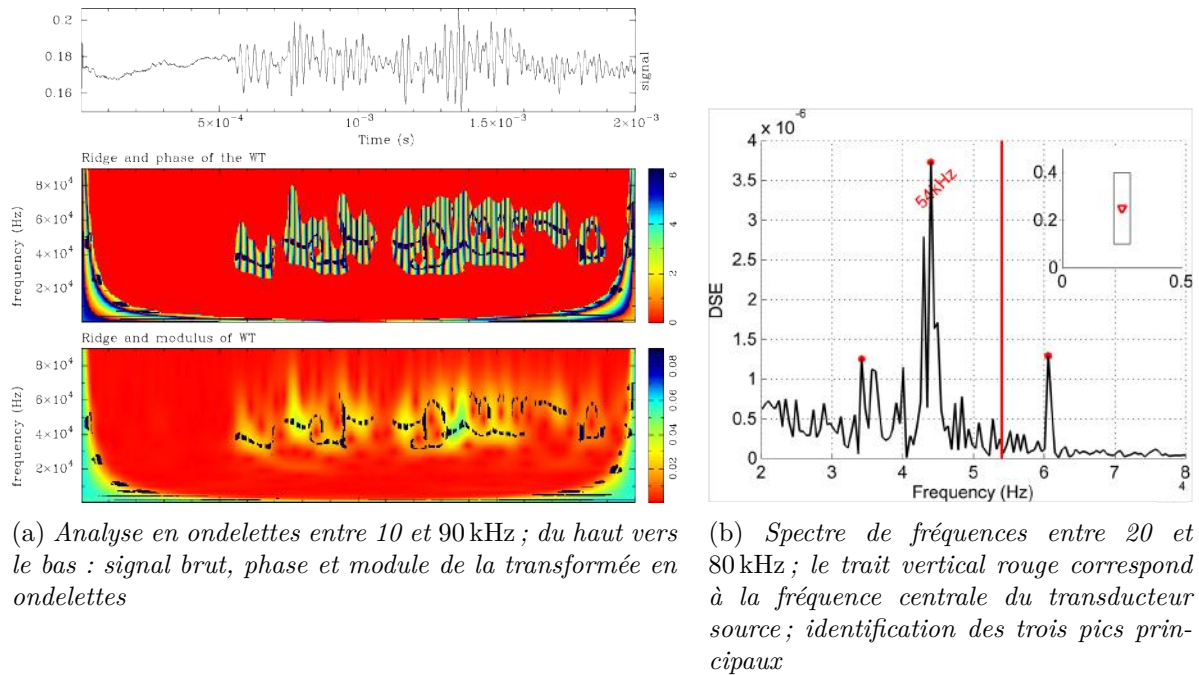 0.2
0.18
0.16
signal
5×10⁻⁴ 10⁻³ 1.5×10⁻³ 2×10⁻³
Time (s)
Ridge and phase of the WT
8×10⁴
6×10⁴
4×10⁴
2×10⁴
frequency (Hz)
6
4
2
0
Ridge and modulus of WT
8×10⁴
6×10⁴
4×10⁴
2×10⁴
frequency (Hz)
0.08
0.06
0.04
0.02
(a) Analyse en ondelettes entre 10 et 90 kHz ; du haut vers
le bas : signal brut, phase et module de la transformée en
ondelettes
4 x 10⁻⁶
3.5
3
2.5
2
1.5
1
0.5
0
DSE
54kHz
0.4
0.2
0
0 0.5
2 3 4 5 6 7 8
4
Frequency (Hz)
(b) Spectre de fréquences entre 20 et
80 kHz ; le trait vertical rouge correspond
à la fréquence centrale du transducteur
source ; identification des trois pics prin-
cipaux